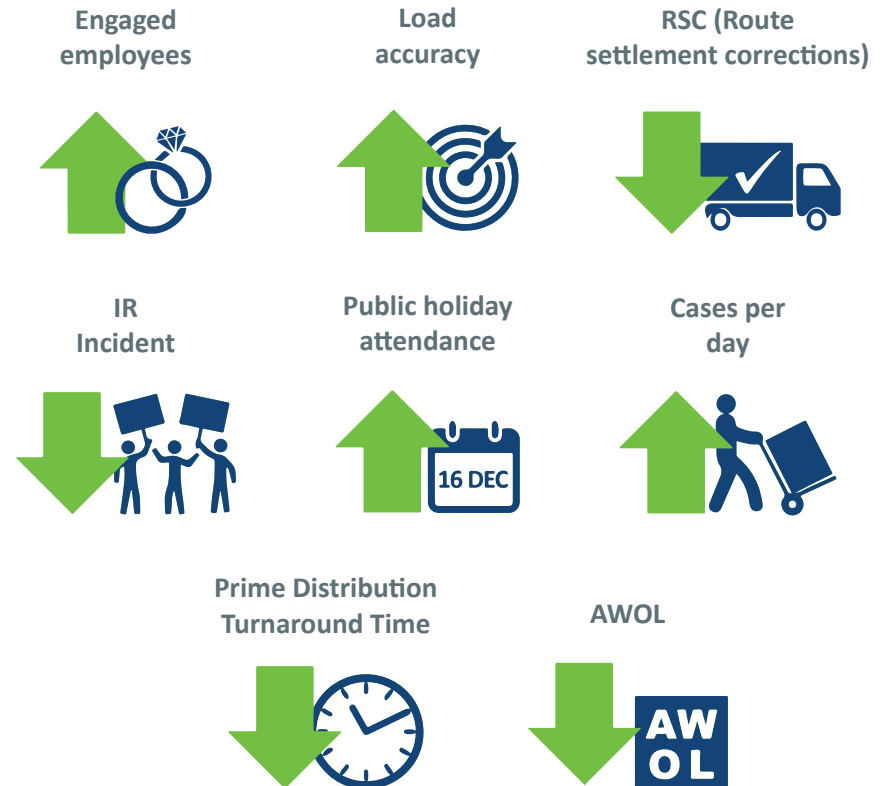 Engaged
employees
Load
accuracy
RSC (Route
settlement corrections)
IR
Incident
Public holiday
attendance
16 DEC
Cases per
day
Prime Distribution
Turnaround Time
AWOL
AW
OL